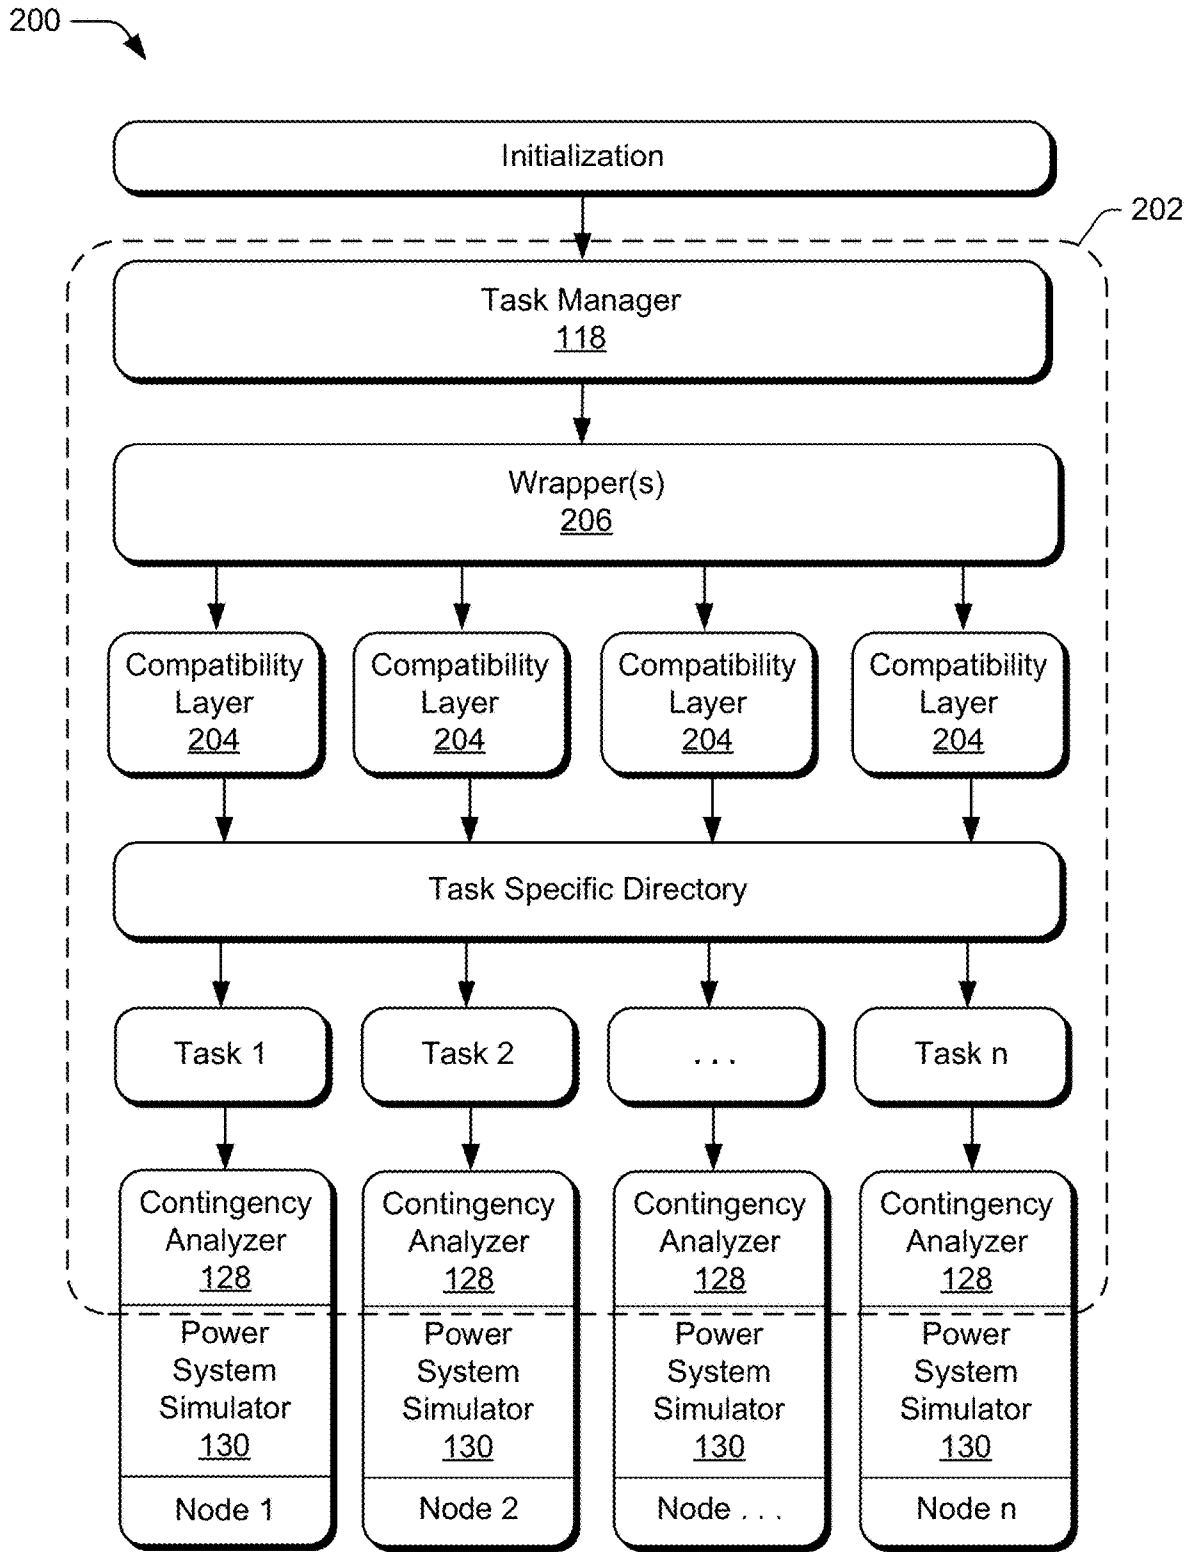 200
Initialization
202
Task Manager
118
Wrapper(s)
206
Compatibility Layer 204
Compatibility Layer 204
Compatibility Layer 204
Compatibility Layer 204
Task Specific Directory
Task 1
Task 2
. . .
Task n
Contingency Analyzer 128
Contingency Analyzer 128
Contingency Analyzer 128
Contingency Analyzer 128
Power System Simulator 130
Power System Simulator 130
Power System Simulator 130
Power System Simulator 130
Node 1
Node 2
Node . . .
Node n